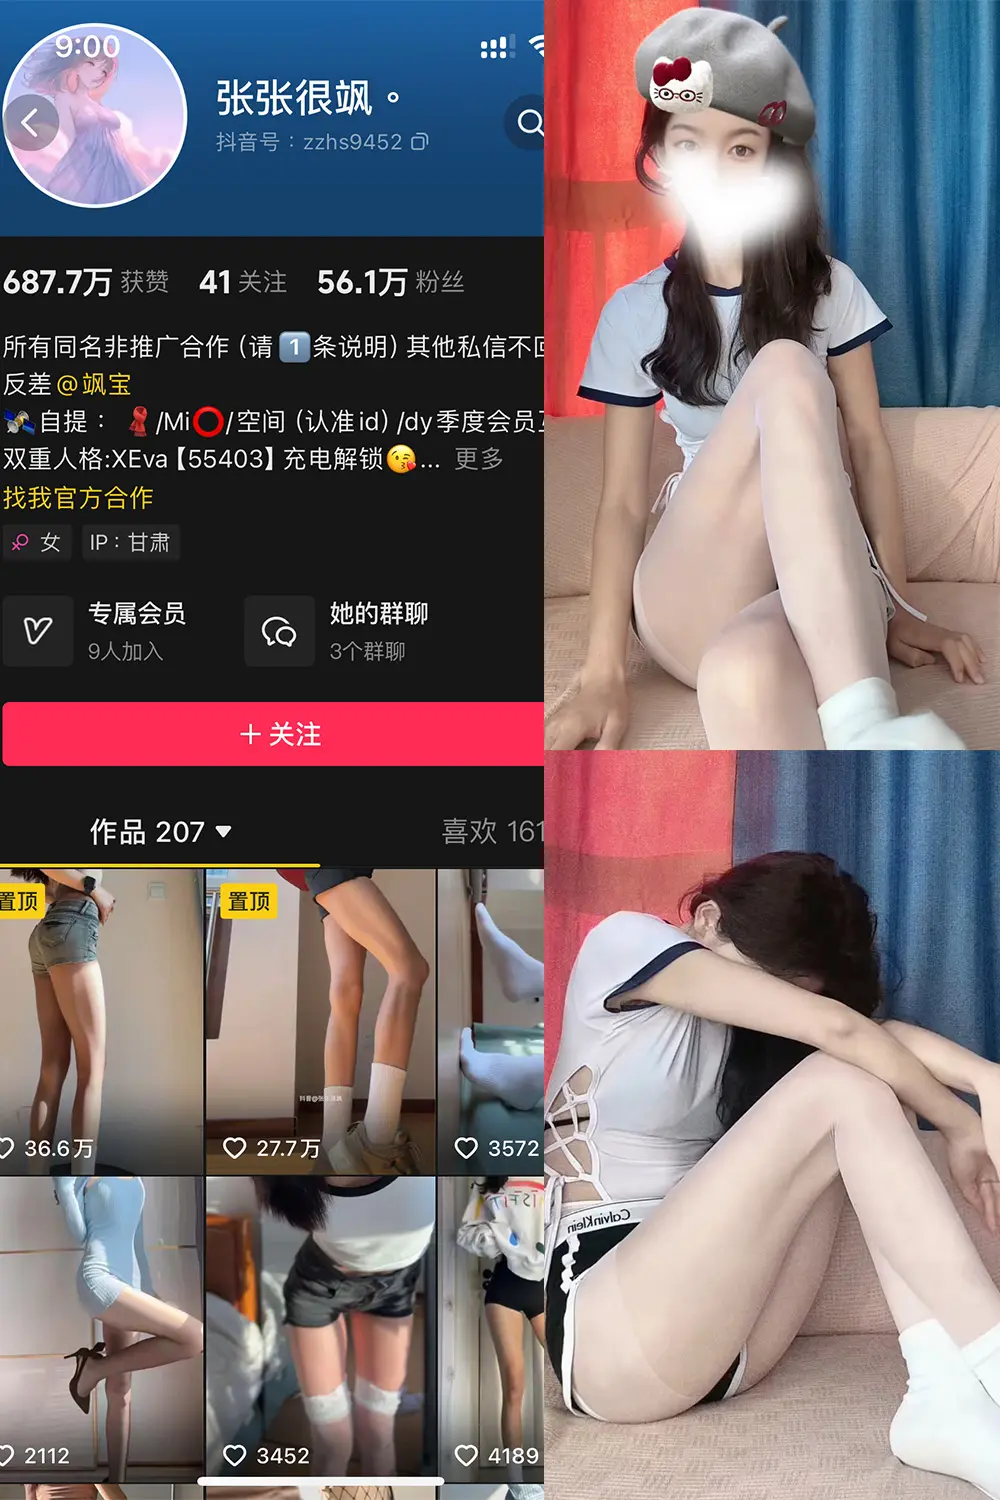 9:00
张张很飒。
抖音号：zzhs9452
687.7万 获赞 41 关注 56.1万 粉丝
所有同名非推广合作（请1️⃣条说明）其他私信不回
反差@飒宝
🛰️自提：🧣/Mi⭕/空间（认准id）/dy季度会员
双重人格:XEva【55403】充电解锁😘... 更多
找我官方合作
女 IP：甘肃
专属会员
9人加入
她的群聊
3个群聊
＋关注
作品 207
喜欢 161
置顶
置顶
36.6万
27.7万
3572
2112
3452
4189
Calvin Klein